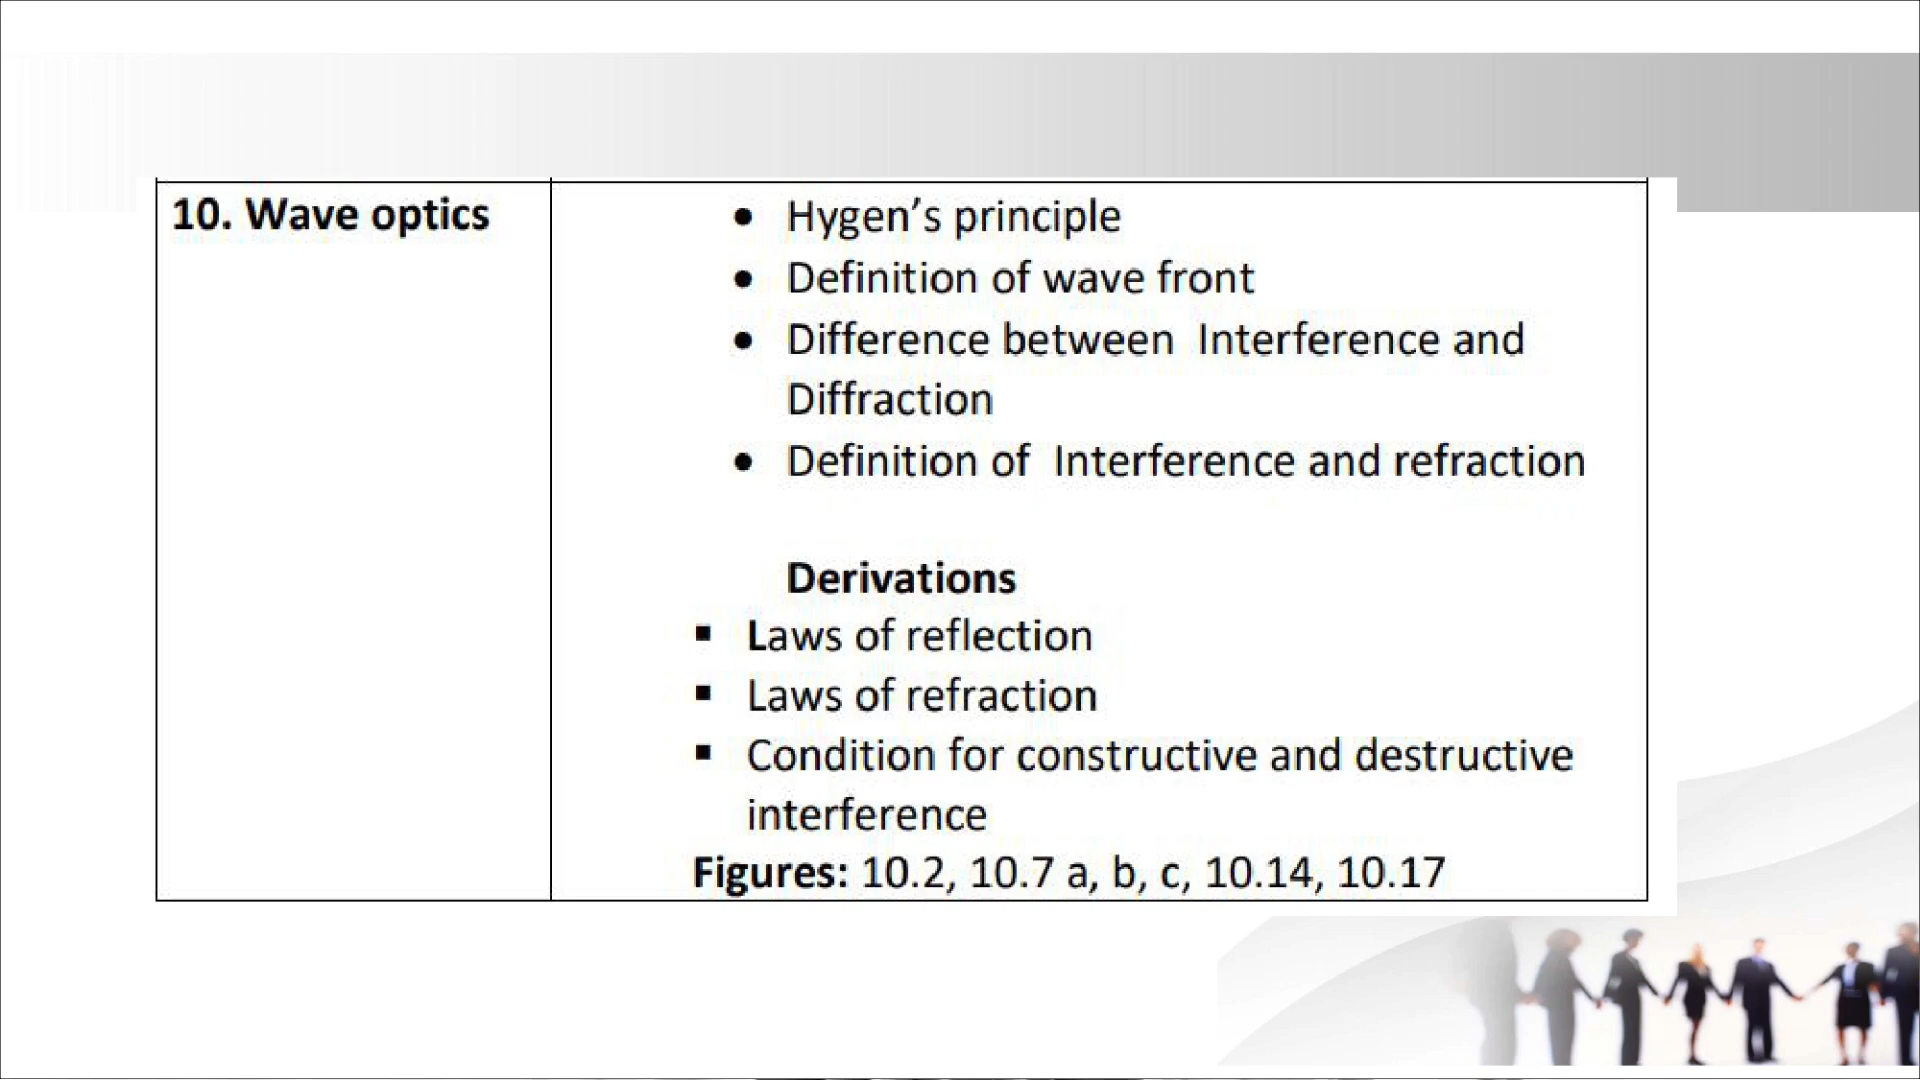 10. Wave optics
• Hygen’s principle
• Definition of wave front
• Difference between Interference and
Diffraction
• Definition of Interference and refraction
Derivations
▪ Laws of reflection
▪ Laws of refraction
▪ Condition for constructive and destructive
interference
Figures: 10.2, 10.7 a, b, c, 10.14, 10.17